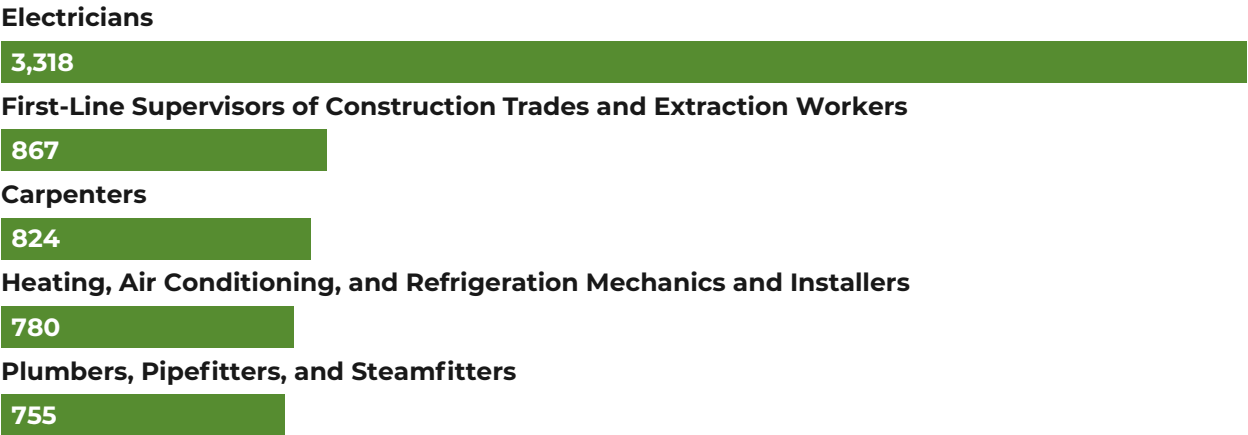 Electricians
3,318
First-Line Supervisors of Construction Trades and Extraction Workers
867
Carpenters
824
Heating, Air Conditioning, and Refrigeration Mechanics and Installers
780
Plumbers, Pipefitters, and Steamfitters
755